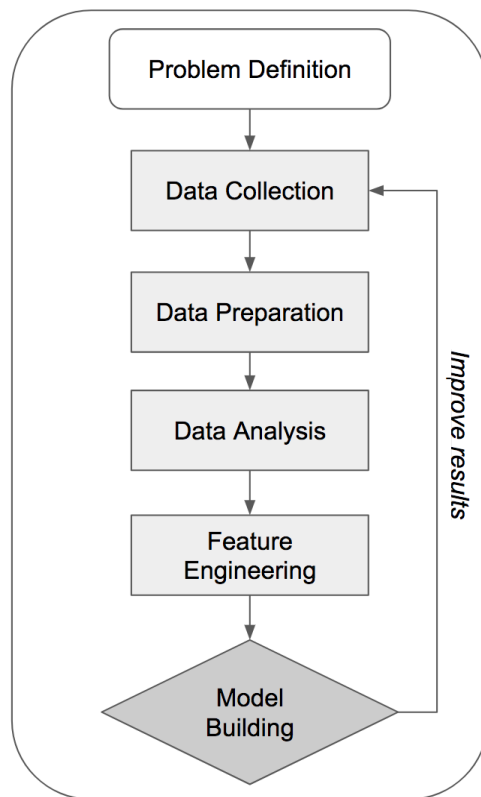 Problem Definition
Data Collection
Data Preparation
Data Analysis
Feature
Engineering
Model
Building
Improve results